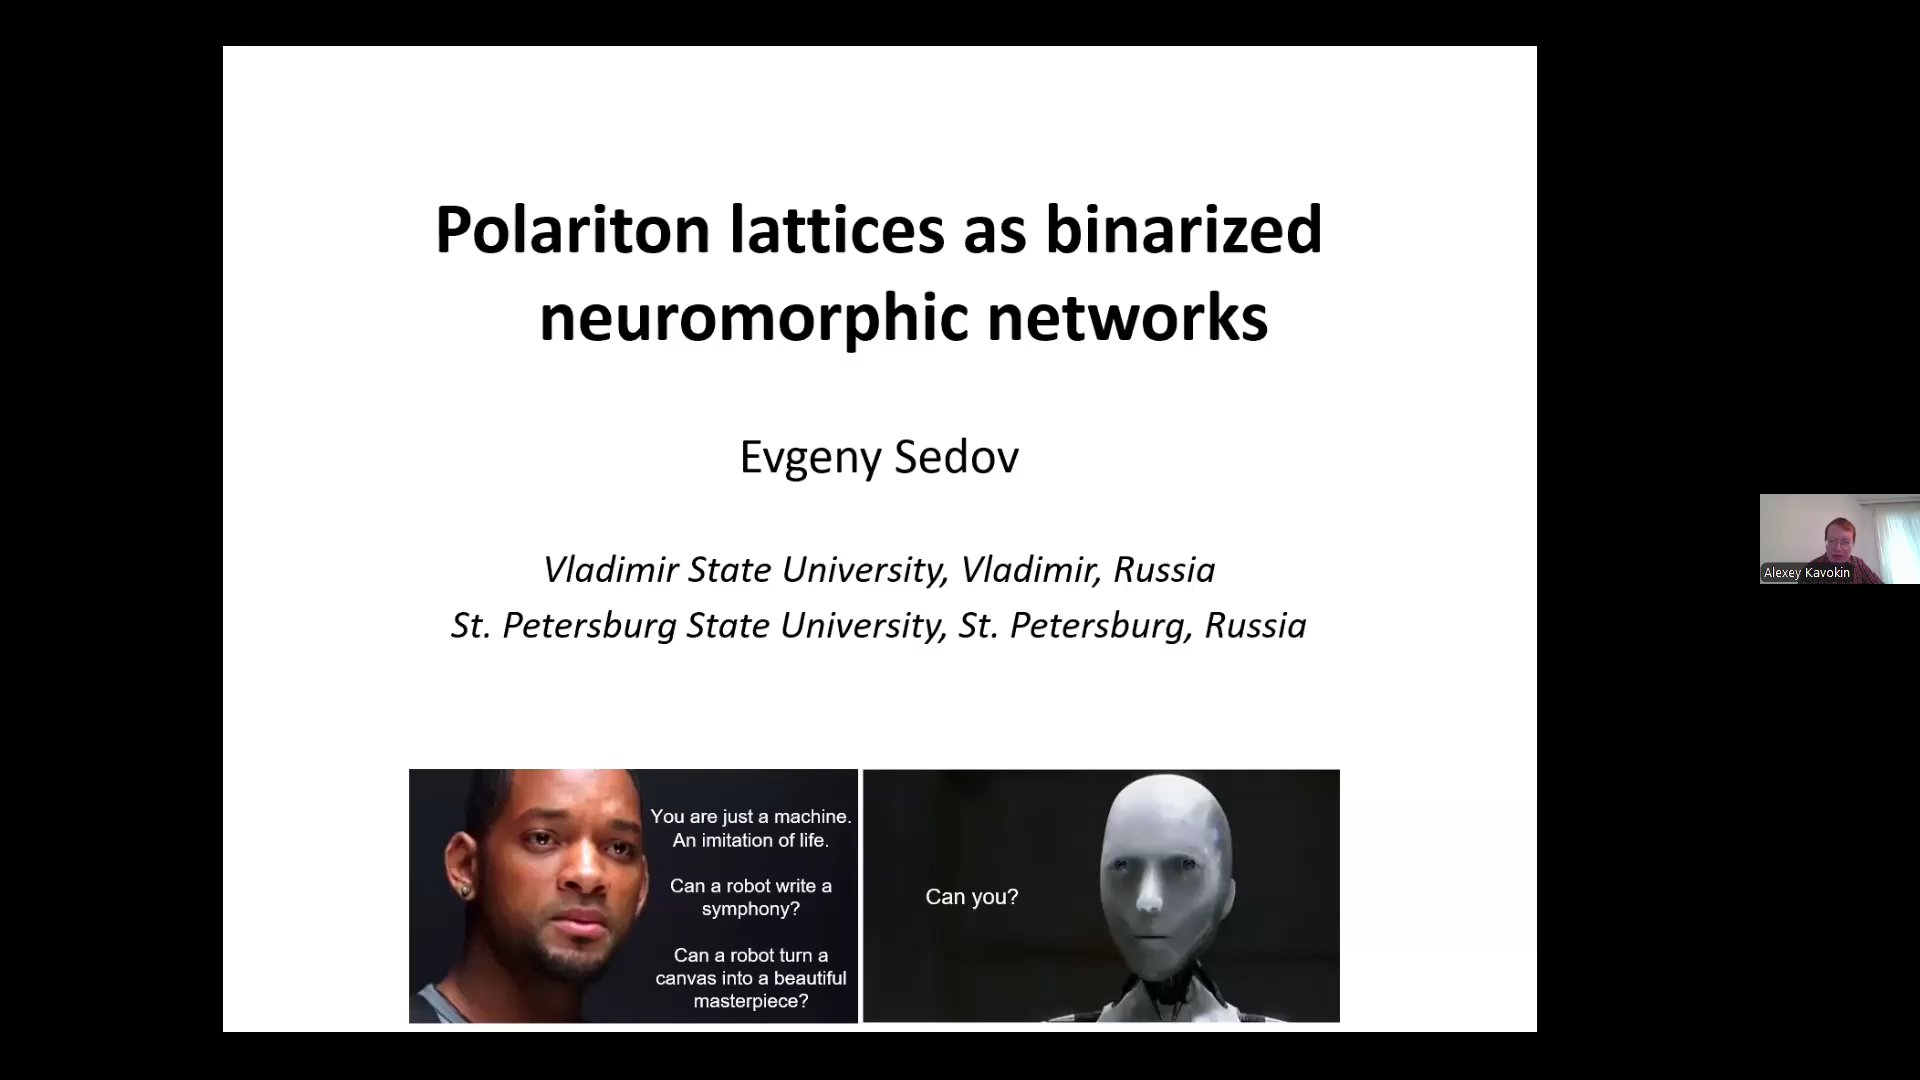 Polariton lattices as binarized
neuromorphic networks
Evgeny Sedov
Vladimir State University, Vladimir, Russia
St. Petersburg State University, St. Petersburg, Russia
You are just a machine.
An imitation of life.
Can a robot write a
symphony?
Can a robot turn a
canvas into a beautiful
masterpiece?
Can you?
Alexey Kavokin